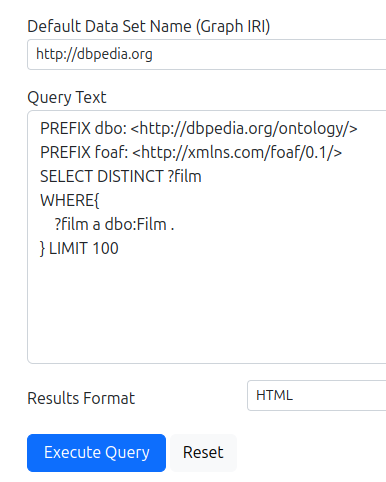 Default Data Set Name (Graph IRI)
http://dbpedia.org
Query Text
PREFIX dbo: <http://dbpedia.org/ontology/>
PREFIX foaf: <http://xmlns.com/foaf/0.1/>
SELECT DISTINCT ?film
WHERE{
    ?film a dbo:Film .
} LIMIT 100
Results Format
HTML
Execute Query
Reset